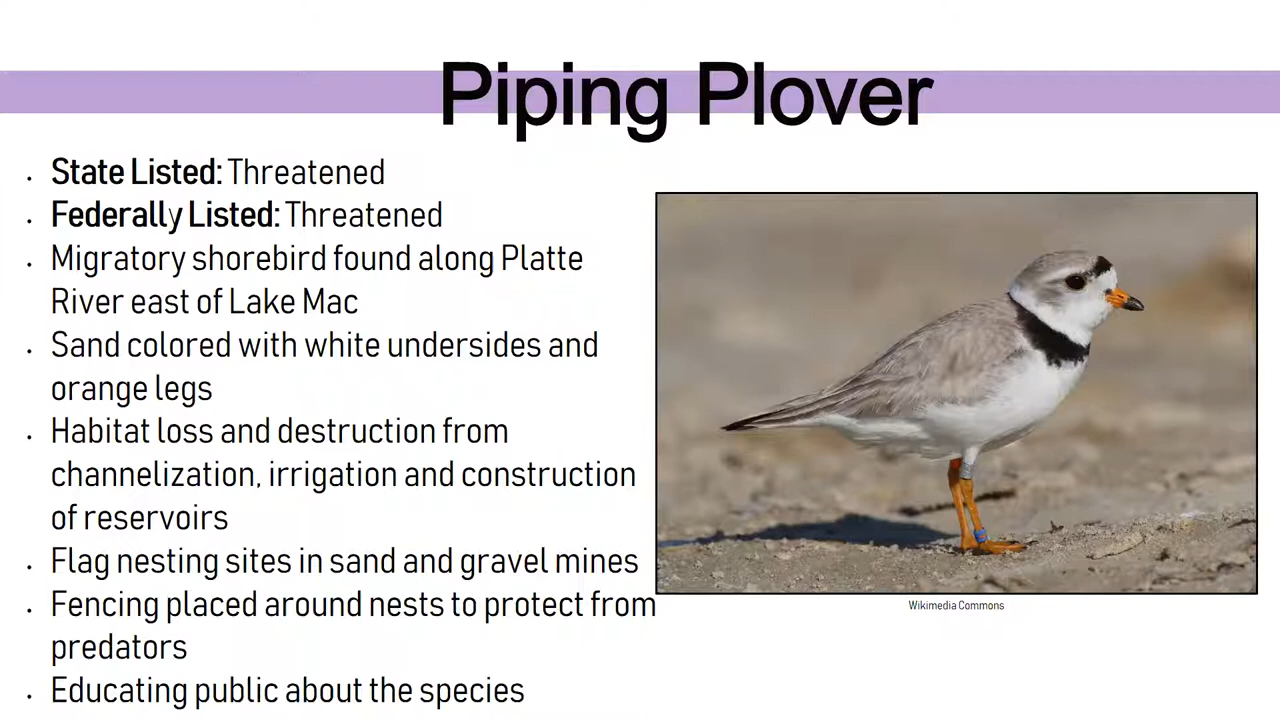 Piping Plover
• State Listed: Threatened
• Federally Listed: Threatened
• Migratory shorebird found along Platte
River east of Lake Mac
• Sand colored with white undersides and
orange legs
• Habitat loss and destruction from
channelization, irrigation and construction
of reservoirs
• Flag nesting sites in sand and gravel mines
• Fencing placed around nests to protect from
predators
• Educating public about the species
Wikimedia Commons